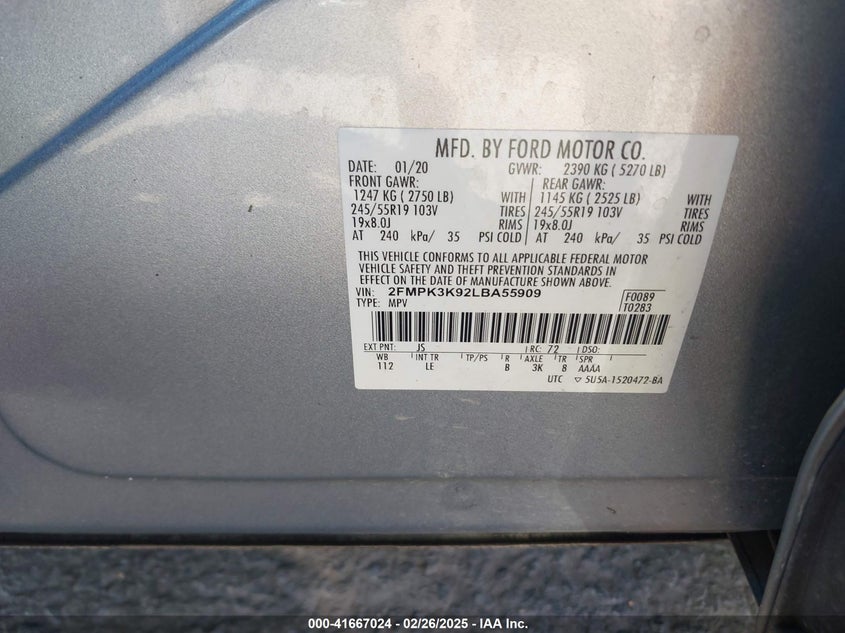 MFD. BY FORD MOTOR CO.
DATE: 01/20 GVWR: 2390 KG ( 5270 LB)
FRONT GAWR: REAR GAWR:
1247 KG ( 2750 LB) WITH 1145 KG ( 2525 LB) WITH
245/55R19 103V TIRES 245/55R19 103V TIRES
19x8.0J RIMS 19x8.0J RIMS
AT 240 kPa/ 35 PSI COLD AT 240 kPa/ 35 PSI COLD
THIS VEHICLE CONFORMS TO ALL APPLICABLE FEDERAL MOTOR
VEHICLE SAFETY AND THEFT PREVENTION STANDARDS IN
EFFECT ON THE DATE OF MANUFACTURE SHOWN ABOVE.
VIN: 2FMPK3K92LBA55909 F0089
TYPE: MPV T0283
EXT PNT: JS RC: 72 DSO:
WB INT TR TP/PS R AXLE TR SPR
112 LE B 3K B AAAA
UTC ▽ 5U5A-1520472-BA
000-41667024 / 02/26/2025 - IAA Inc.